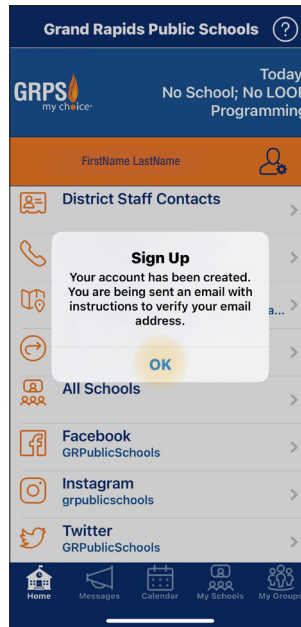 Grand Rapids Public Schools ?
GRPS
my choice
Today
No School; No LOOP
Programming
FirstName LastName
District Staff Contacts
Sign Up
Your account has been created.
You are being sent an email with
instructions to verify your email
address.
a...
OK
All Schools
Facebook
GRPublicSchools
Instagram
grpublicschools
Twitter
GRPublicSchools
Home
Messages
Calendar
My Schools
My Groups